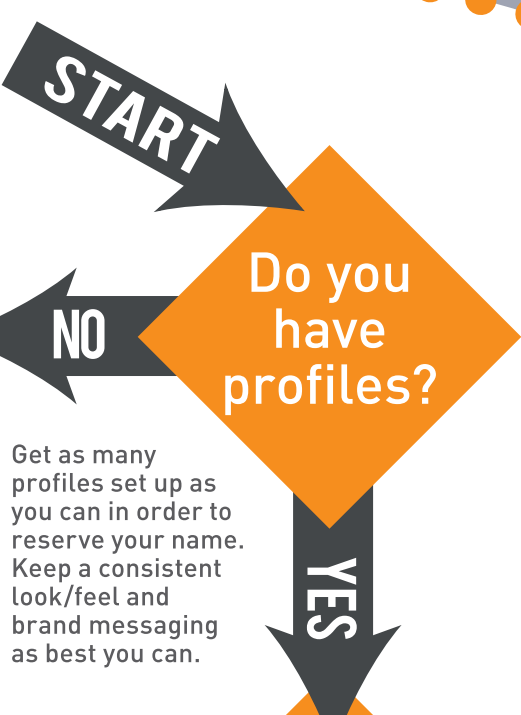 START
Do you
have
profiles?
NO
Get as many
profiles set up as
you can in order to
reserve your name.
Keep a consistent
look/feel and
brand messaging
as best you can.
YES